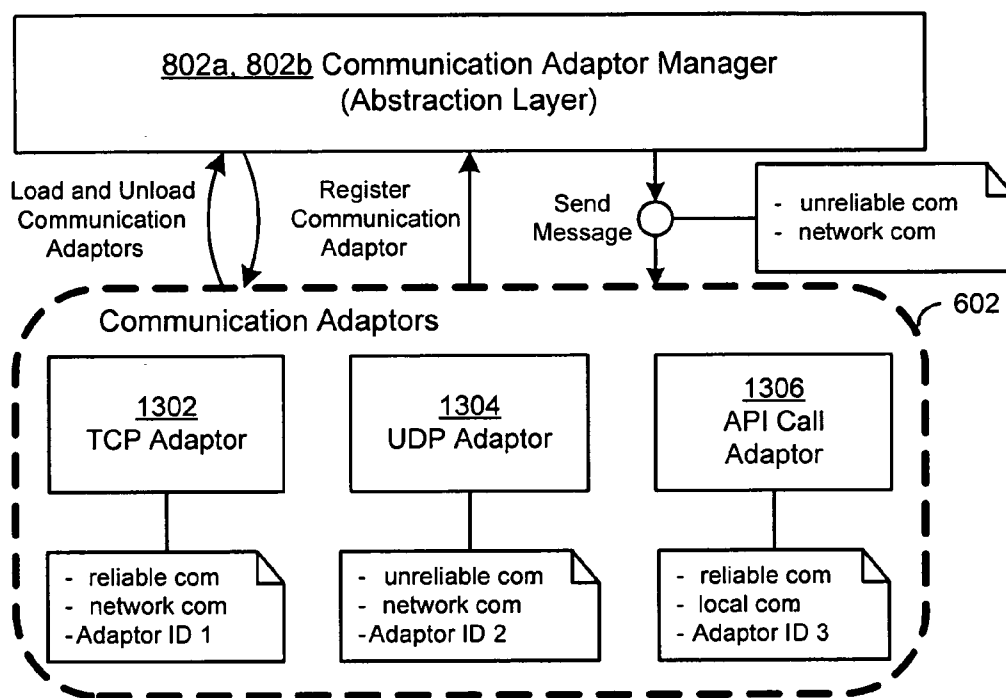 802a, 802b Communication Adaptor Manager
(Abstraction Layer)
Load and Unload
Communication
Adaptors
Register
Communication
Adaptor
Send
Message
- unreliable com
- network com
602
Communication Adaptors
1302
TCP Adaptor
1304
UDP Adaptor
1306
API Call
Adaptor
- reliable com
- network com
-Adaptor ID 1
- unreliable com
- network com
-Adaptor ID 2
- reliable com
- local com
- Adaptor ID 3